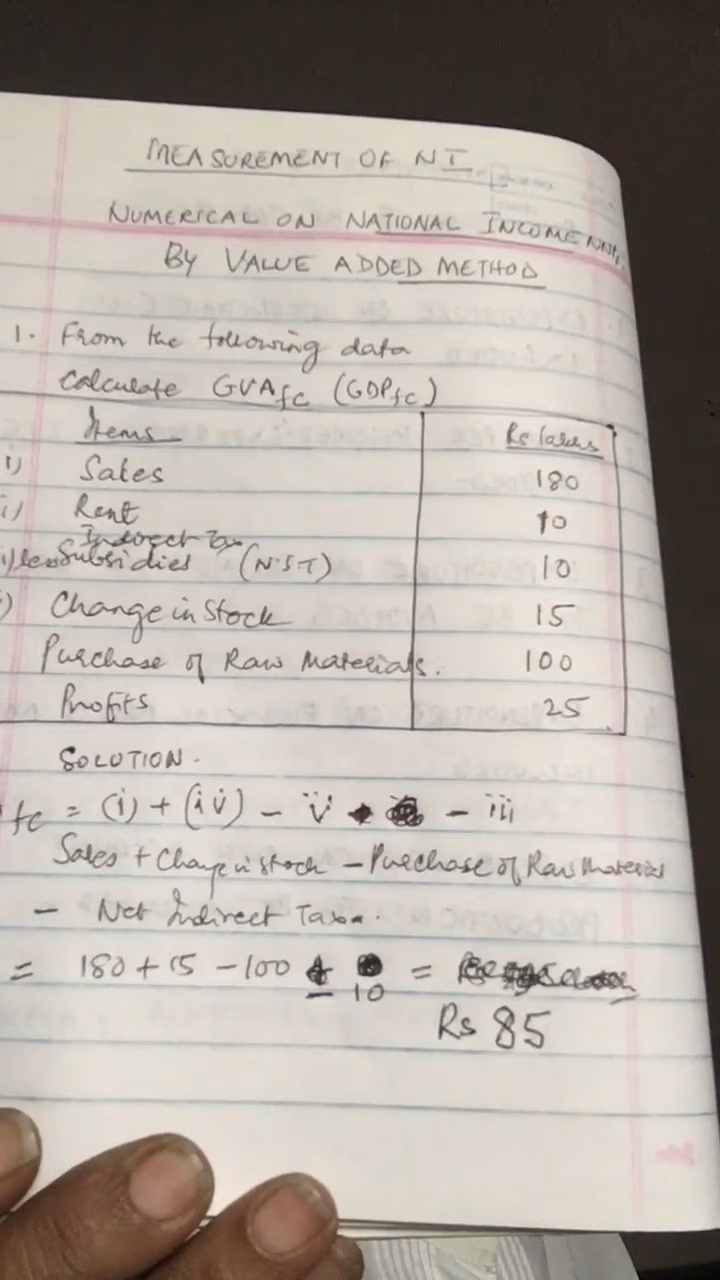 MEASUREMENT OF NI
NUMERICAL ON NATIONAL INCOME
BY VALUE ADDED METHOD
1. From the following data
calculate GVAfc (GDPfc)
Items Rs lakhs
i) Sales 180
i) Rent 10
Indirect Tax
i) less Subsidies (N.I.T) 10
) Change in Stock 15
Purchase of Raw Materials. 100
Profits 25
SOLUTION.
fc = (i) + (iv) - v - iii
Sales + Change in stock - Purchase of Raw Material
- Net Indirect Tax.
= 180 + 15 - 100 - 10 =
Rs 85